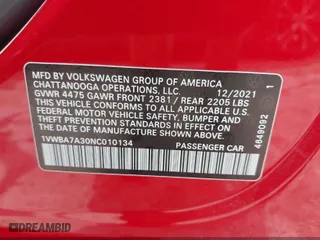 MFD BY VOLKSWAGEN GROUP OF AMERICA
CHATTANOOGA OPERATIONS, LLC. 12/2021
GVWR 4475 GAWR FRONT 2381 / REAR 2205 LBS
THIS VEHICLE CONFORMS TO ALL APPLICABLE U.S.
FEDERAL MOTOR VEHICLE SAFETY, BUMPER AND
THEFT PREVENTION STANDARDS IN EFFECT ON THE
DATE OF MANUFACTURE SHOWN ABOVE.
1VWBA7A30NC010134 PASSENGER CAR
1
4649092
DREAMBID